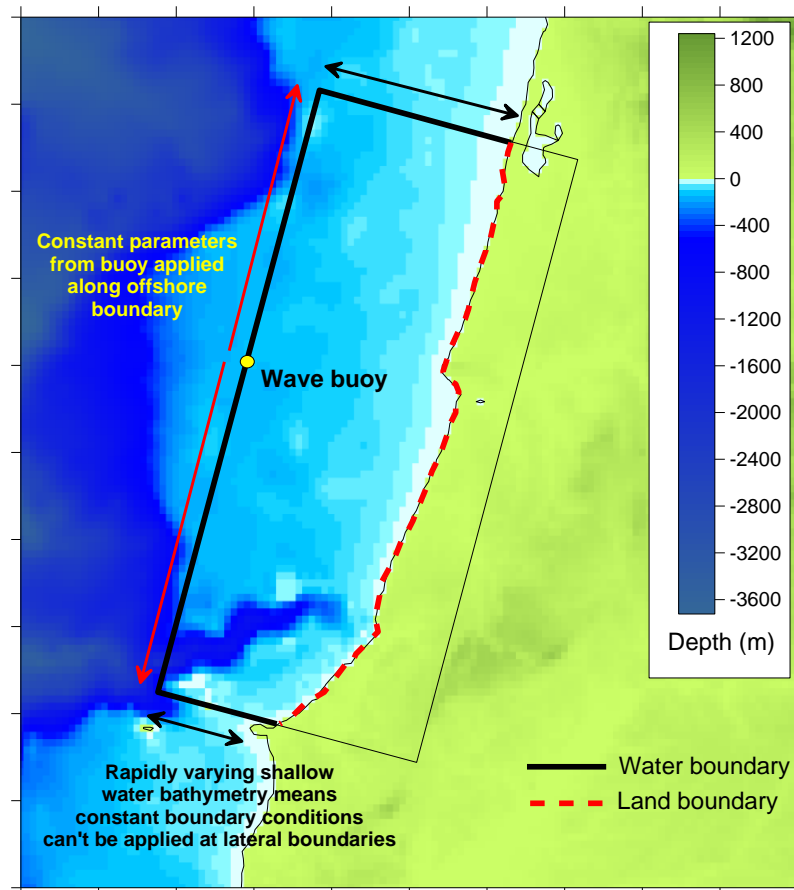 1200
800
400
0
-400
-800
-1200
-1600
-2000
-2400
-2800
-3200
-3600
Depth (m)
Constant parameters
from buoy applied
along offshore
boundary
Wave buoy
Rapidly varying shallow
water bathymetry means
constant boundary conditions
can't be applied at lateral boundaries
Water boundary
Land boundary